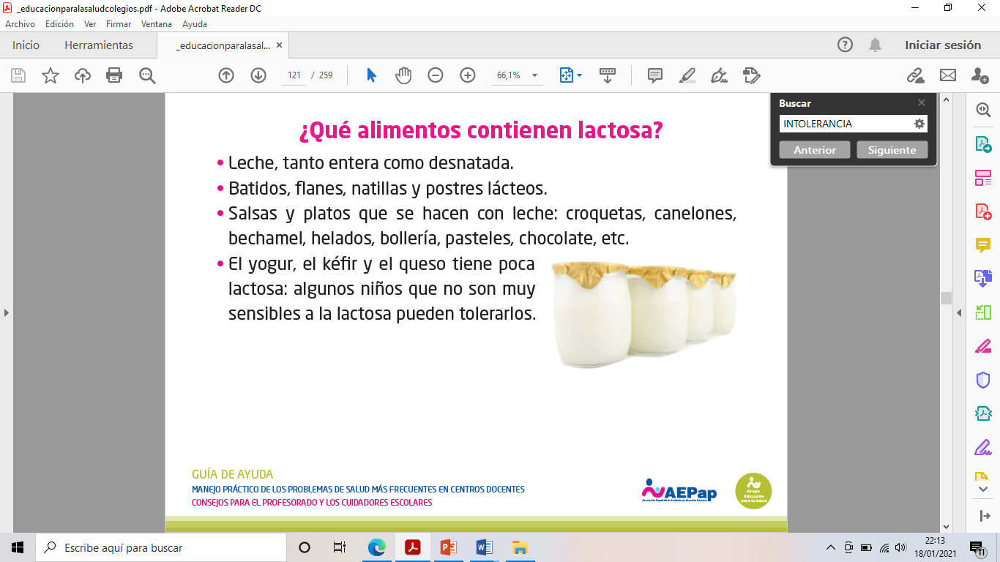 _educacionparalasaludcolegios.pdf - Adobe Acrobat Reader DC
Archivo Edición Ver Firmar Ventana Ayuda
Inicio Herramientas _educacionparalasal... Iniciar sesión
121 / 259 66,1%
Buscar
INTOLERANCIA
Anterior Siguiente
¿Qué alimentos contienen lactosa?
• Leche, tanto entera como desnatada.
• Batidos, flanes, natillas y postres lácteos.
• Salsas y platos que se hacen con leche: croquetas, canelones,
bechamel, helados, bollería, pasteles, chocolate, etc.
• El yogur, el kéfir y el queso tiene poca
lactosa: algunos niños que no son muy
sensibles a la lactosa pueden tolerarlos.
GUÍA DE AYUDA
MANEJO PRÁCTICO DE LOS PROBLEMAS DE SALUD MÁS FRECUENTES EN CENTROS DOCENTES
CONSEJOS PARA EL PROFESORADO Y LOS CUIDADORES ESCOLARES
AEPap
Asociación Española de Pediatría de Atención Primaria
Grupo
Educación
para la Salud
Escribe aquí para buscar
22:13
18/01/2021
11